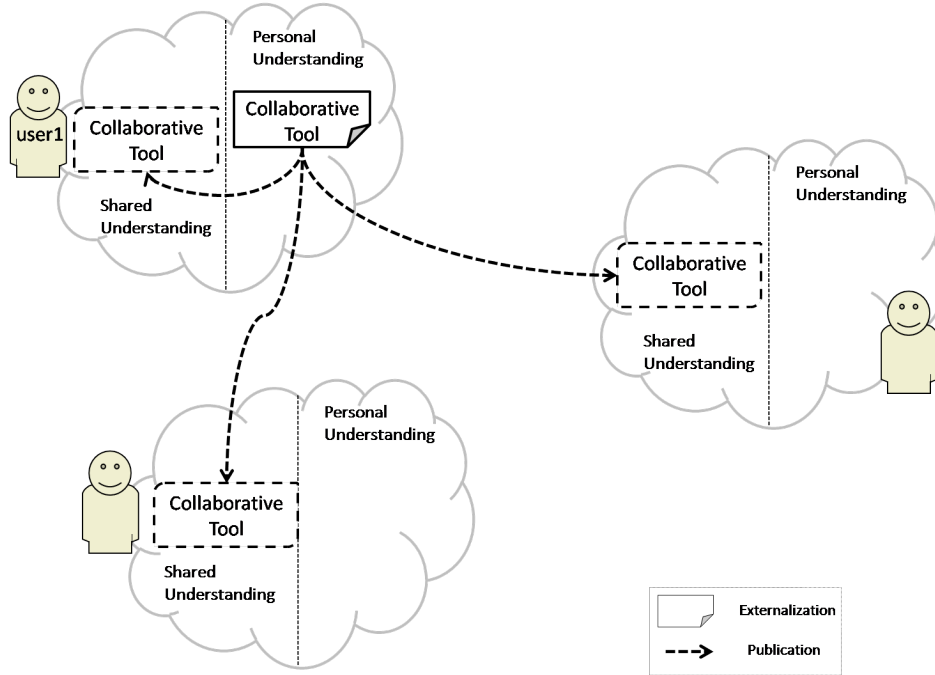 Personal
Understanding
user1
Collaborative
Tool
Collaborative
Tool
Shared
Understanding
Personal
Understanding
Collaborative
Tool
Shared
Understanding
Personal
Understanding
Collaborative
Tool
Shared
Understanding
Externalization
Publication